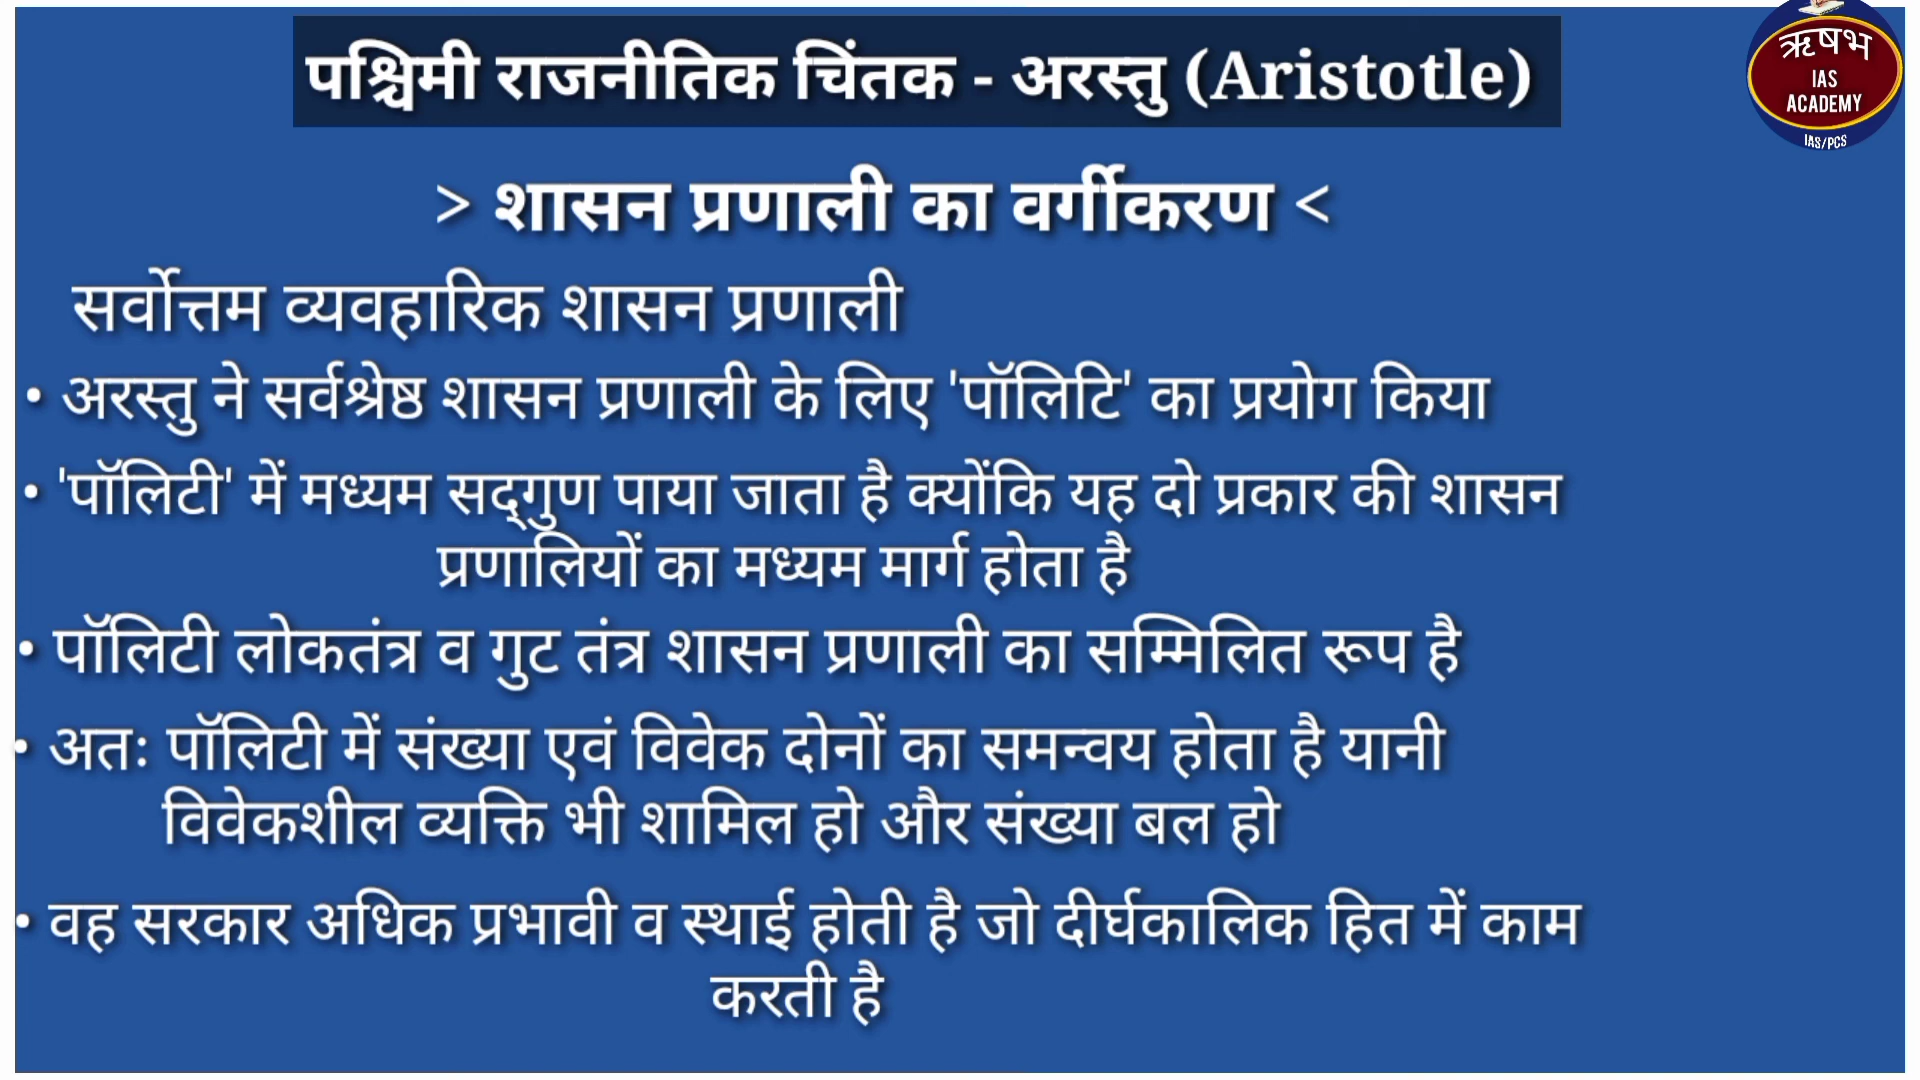 पश्चिमी राजनीतिक चिंतक - अरस्तु (Aristotle)
ऋषभ
IAS
ACADEMY
IAS/PCS
> शासन प्रणाली का वर्गीकरण <
सर्वोत्तम व्यवहारिक शासन प्रणाली
• अरस्तु ने सर्वश्रेष्ठ शासन प्रणाली के लिए 'पॉलिटि' का प्रयोग किया
• 'पॉलिटी' में मध्यम सद्‌गुण पाया जाता है क्योंकि यह दो प्रकार की शासन
प्रणालियों का मध्यम मार्ग होता है
• पॉलिटी लोकतंत्र व गुट तंत्र शासन प्रणाली का सम्मिलित रूप है
• अतः पॉलिटी में संख्या एवं विवेक दोनों का समन्वय होता है यानी
विवेकशील व्यक्ति भी शामिल हो और संख्या बल हो
• वह सरकार अधिक प्रभावी व स्थाई होती है जो दीर्घकालिक हित में काम
करती है